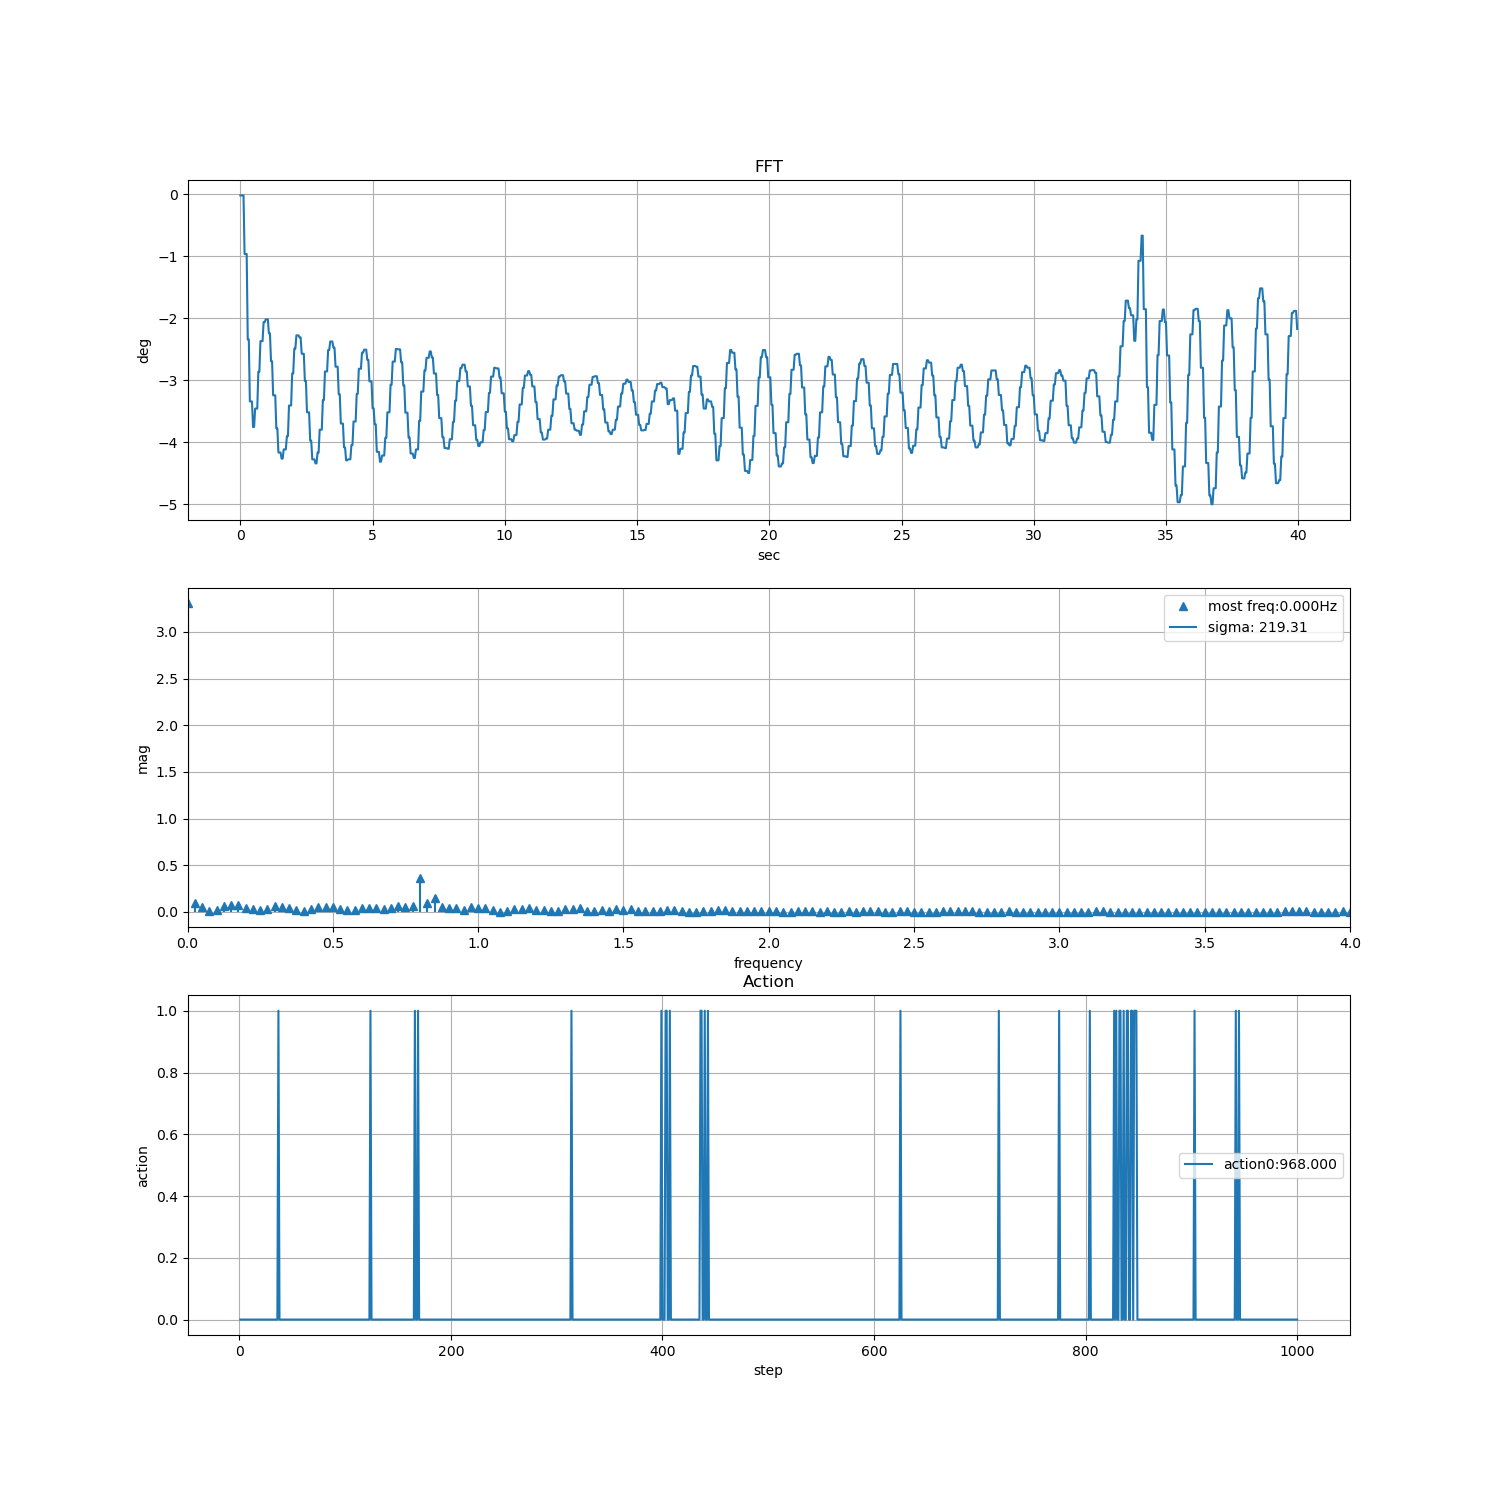 FFT
0
−1
−2
−3
−4
−5
deg
0 5 10 15 20 25 30 35 40
sec
most freq:0.000Hz
sigma: 219.31
3.0
2.5
2.0
1.5
1.0
0.5
0.0
mag
0.0 0.5 1.0 1.5 2.0 2.5 3.0 3.5 4.0
frequency
Action
1.0
0.8
0.6
0.4
0.2
0.0
action
action0:968.000
0 200 400 600 800 1000
step